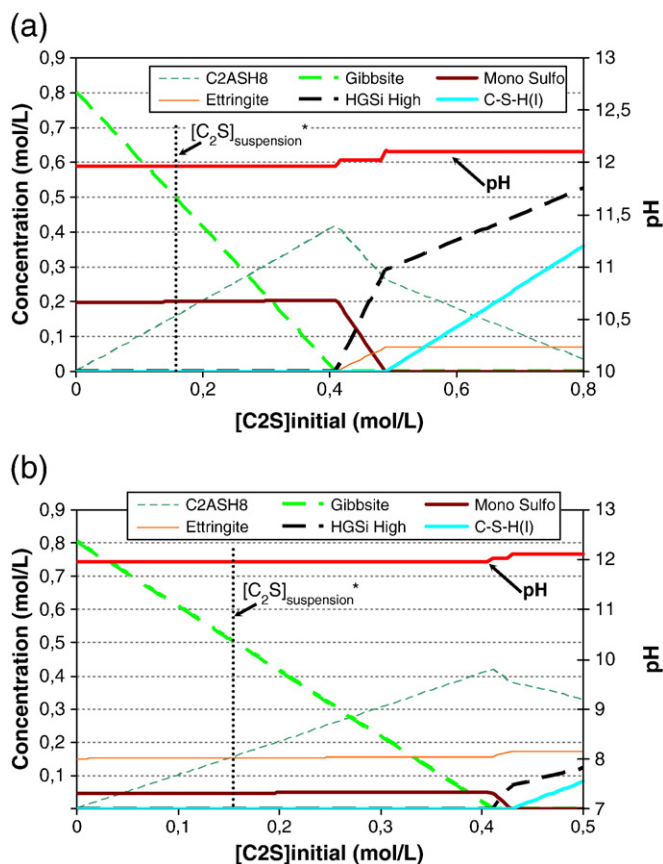 (a)
0,9
0,8
0,7
0,6
0,5
0,4
0,3
0,2
0,1
0
Concentration (mol/L)
C2ASH8 Gibbsite Mono Sulfo
Ettringite HGSi High C-S-H(I)
[C2S]suspension*
pH
13
12,5
12
11,5
11
10,5
10
pH
0 0,2 0,4 0,6 0,8
[C2S]initial (mol/L)
(b)
0,9
0,8
0,7
0,6
0,5
0,4
0,3
0,2
0,1
0
Concentration (mol/L)
C2ASH8 Gibbsite Mono Sulfo
Ettringite HGSi High C-S-H(I)
[C2S]suspension*
pH
13
12
11
10
9
8
7
pH
0 0,1 0,2 0,3 0,4 0,5
[C2S]initial (mol/L)